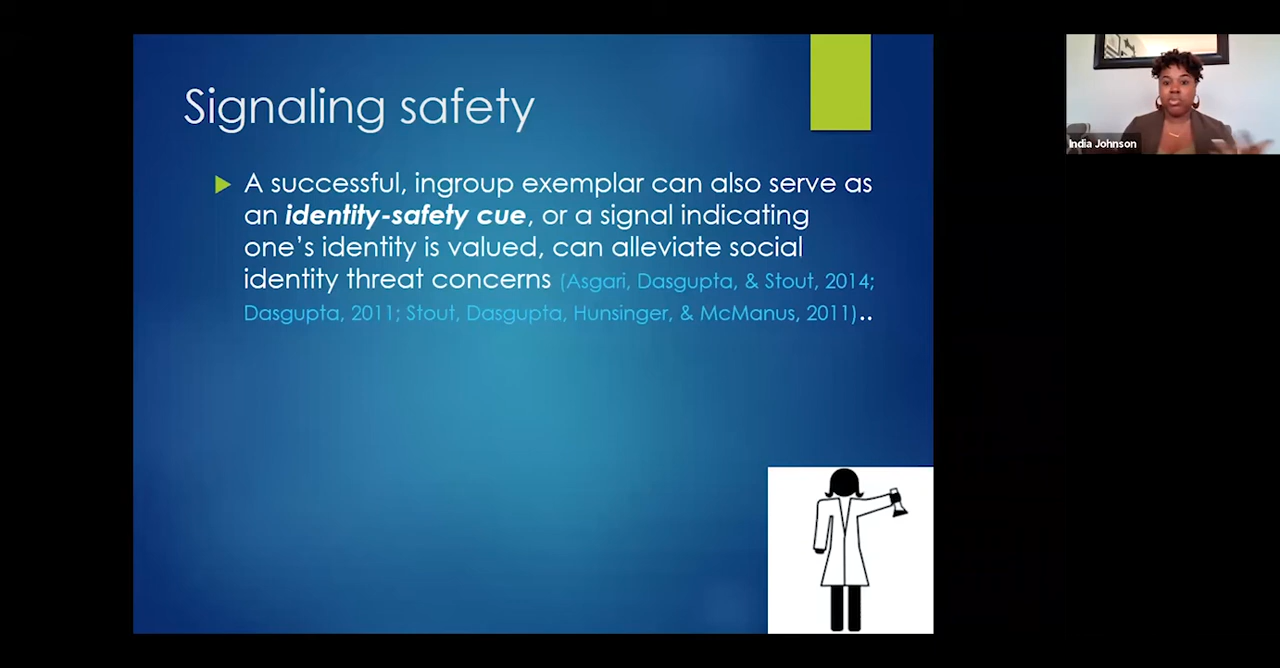 Signaling safety
A successful, ingroup exemplar can also serve as
an identity-safety cue, or a signal indicating
one’s identity is valued, can alleviate social
identity threat concerns (Asgari, Dasgupta, & Stout, 2014;
Dasgupta, 2011; Stout, Dasgupta, Hunsinger, & McManus, 2011)..
India Johnson